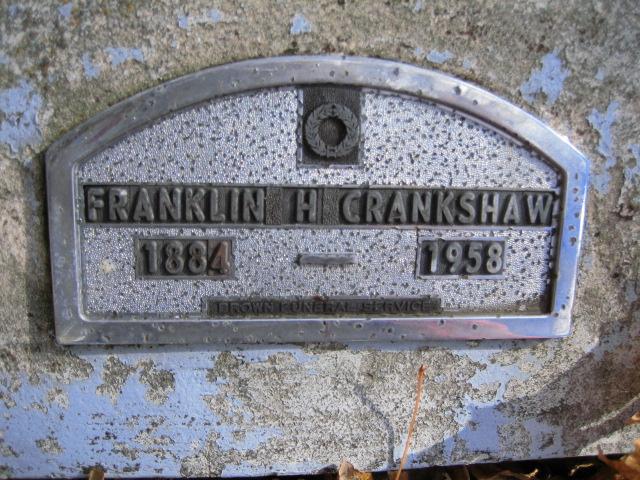 FRANKLIN H CRANKSHAW
1884 — 1958
BROWN FUNERAL SERVICE